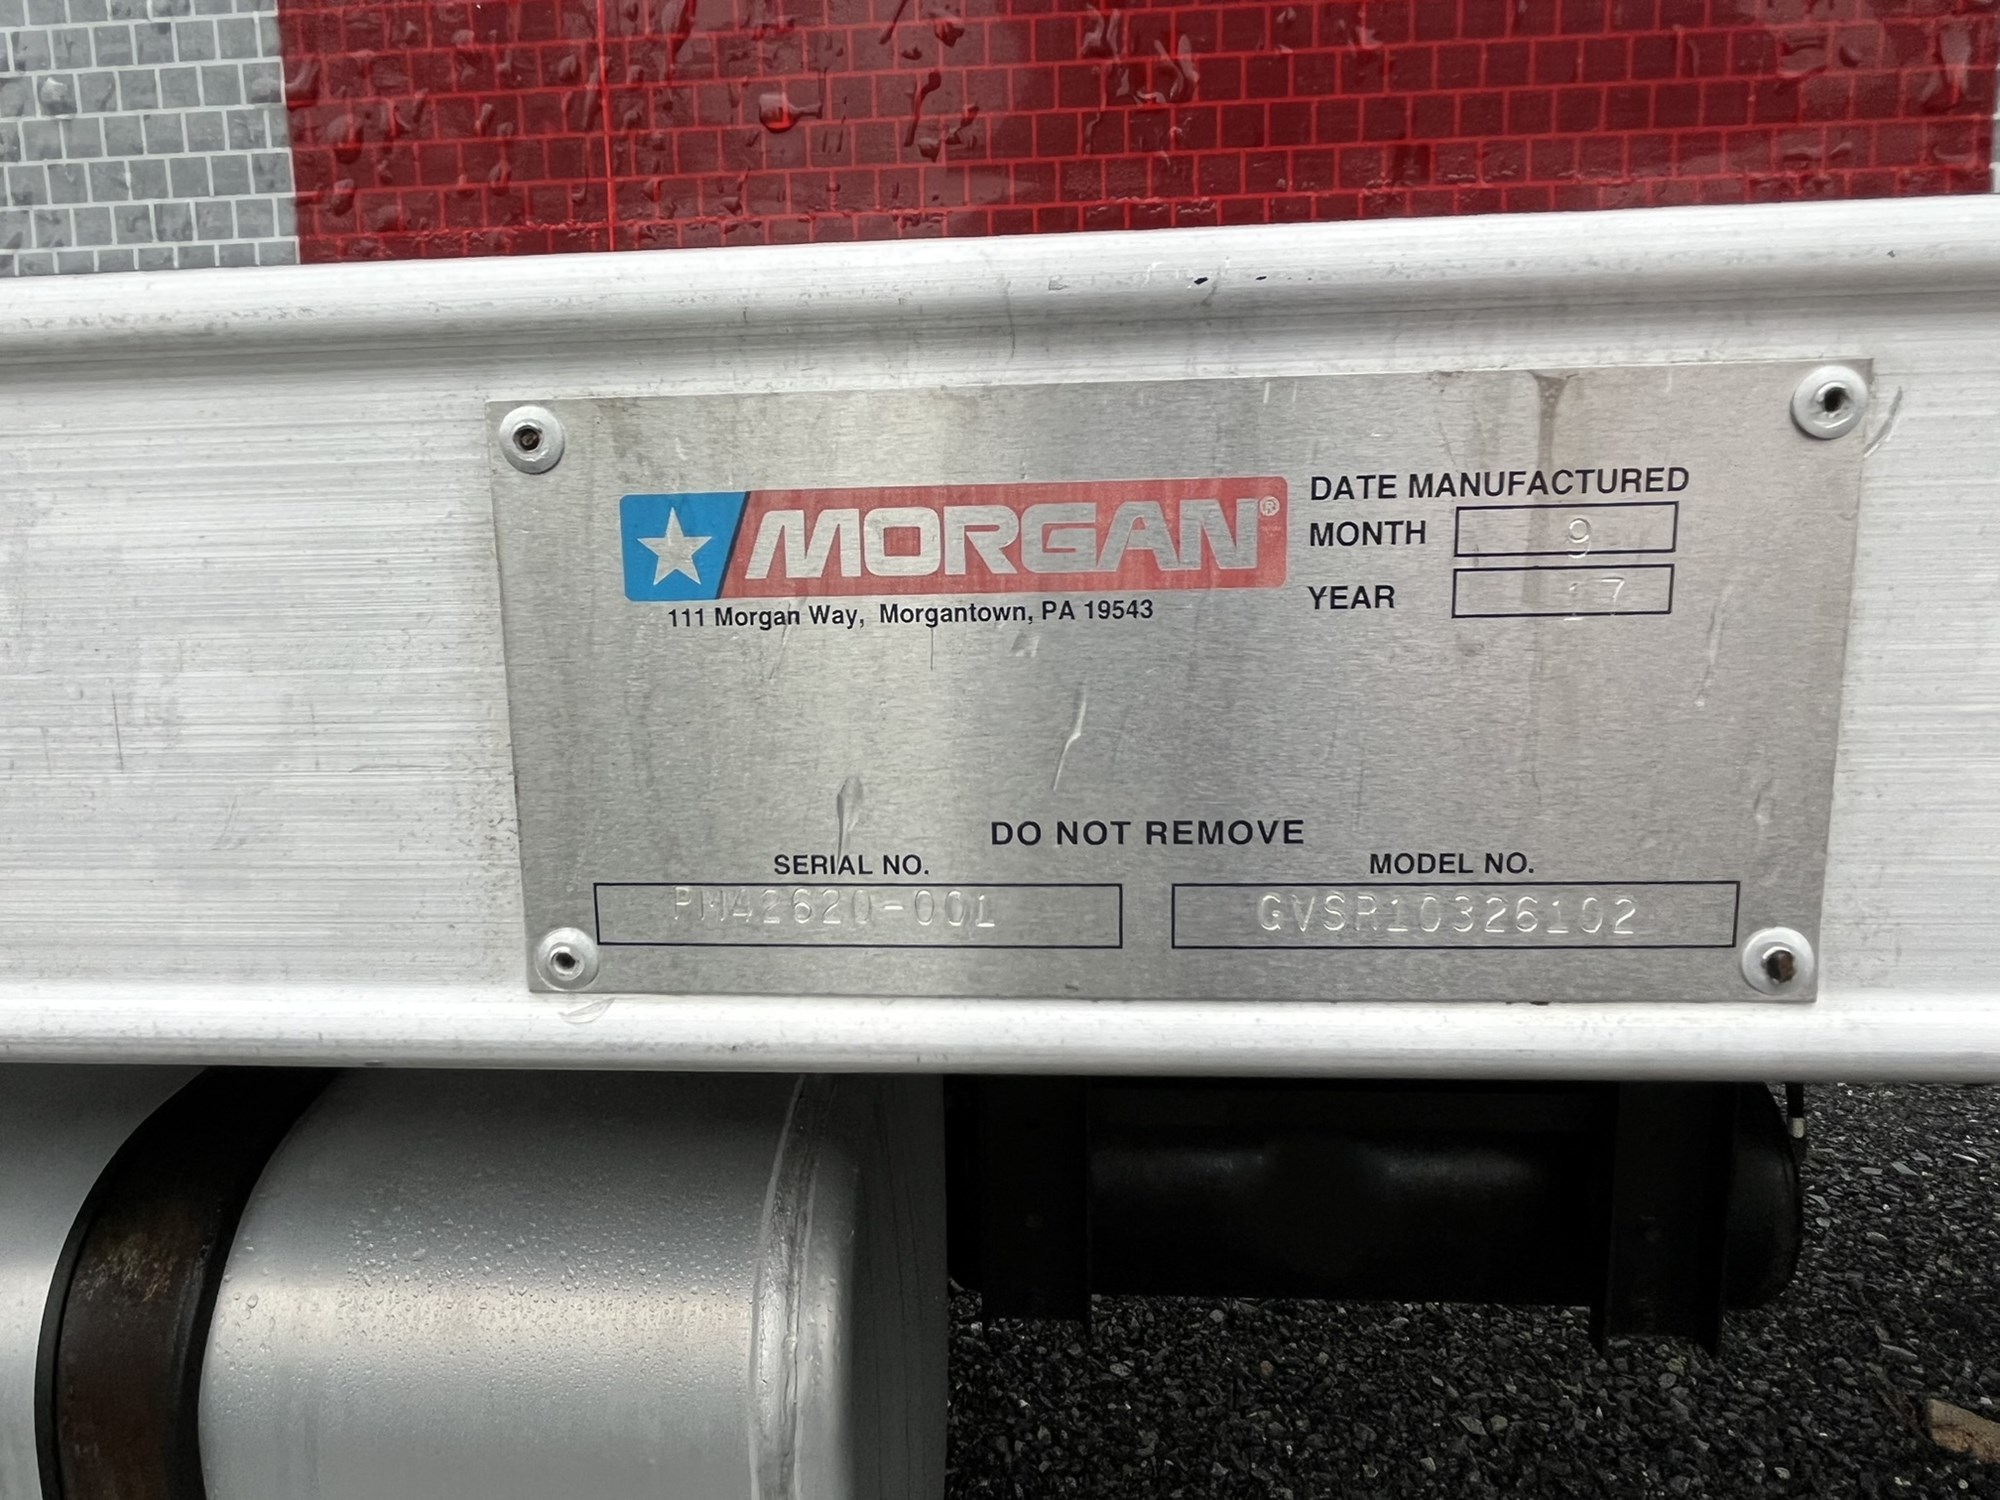 MORGAN®
111 Morgan Way, Morgantown, PA 19543
DATE MANUFACTURED
MONTH 9
YEAR 17
DO NOT REMOVE
SERIAL NO.
PM42620-001
MODEL NO.
GVSR10326102